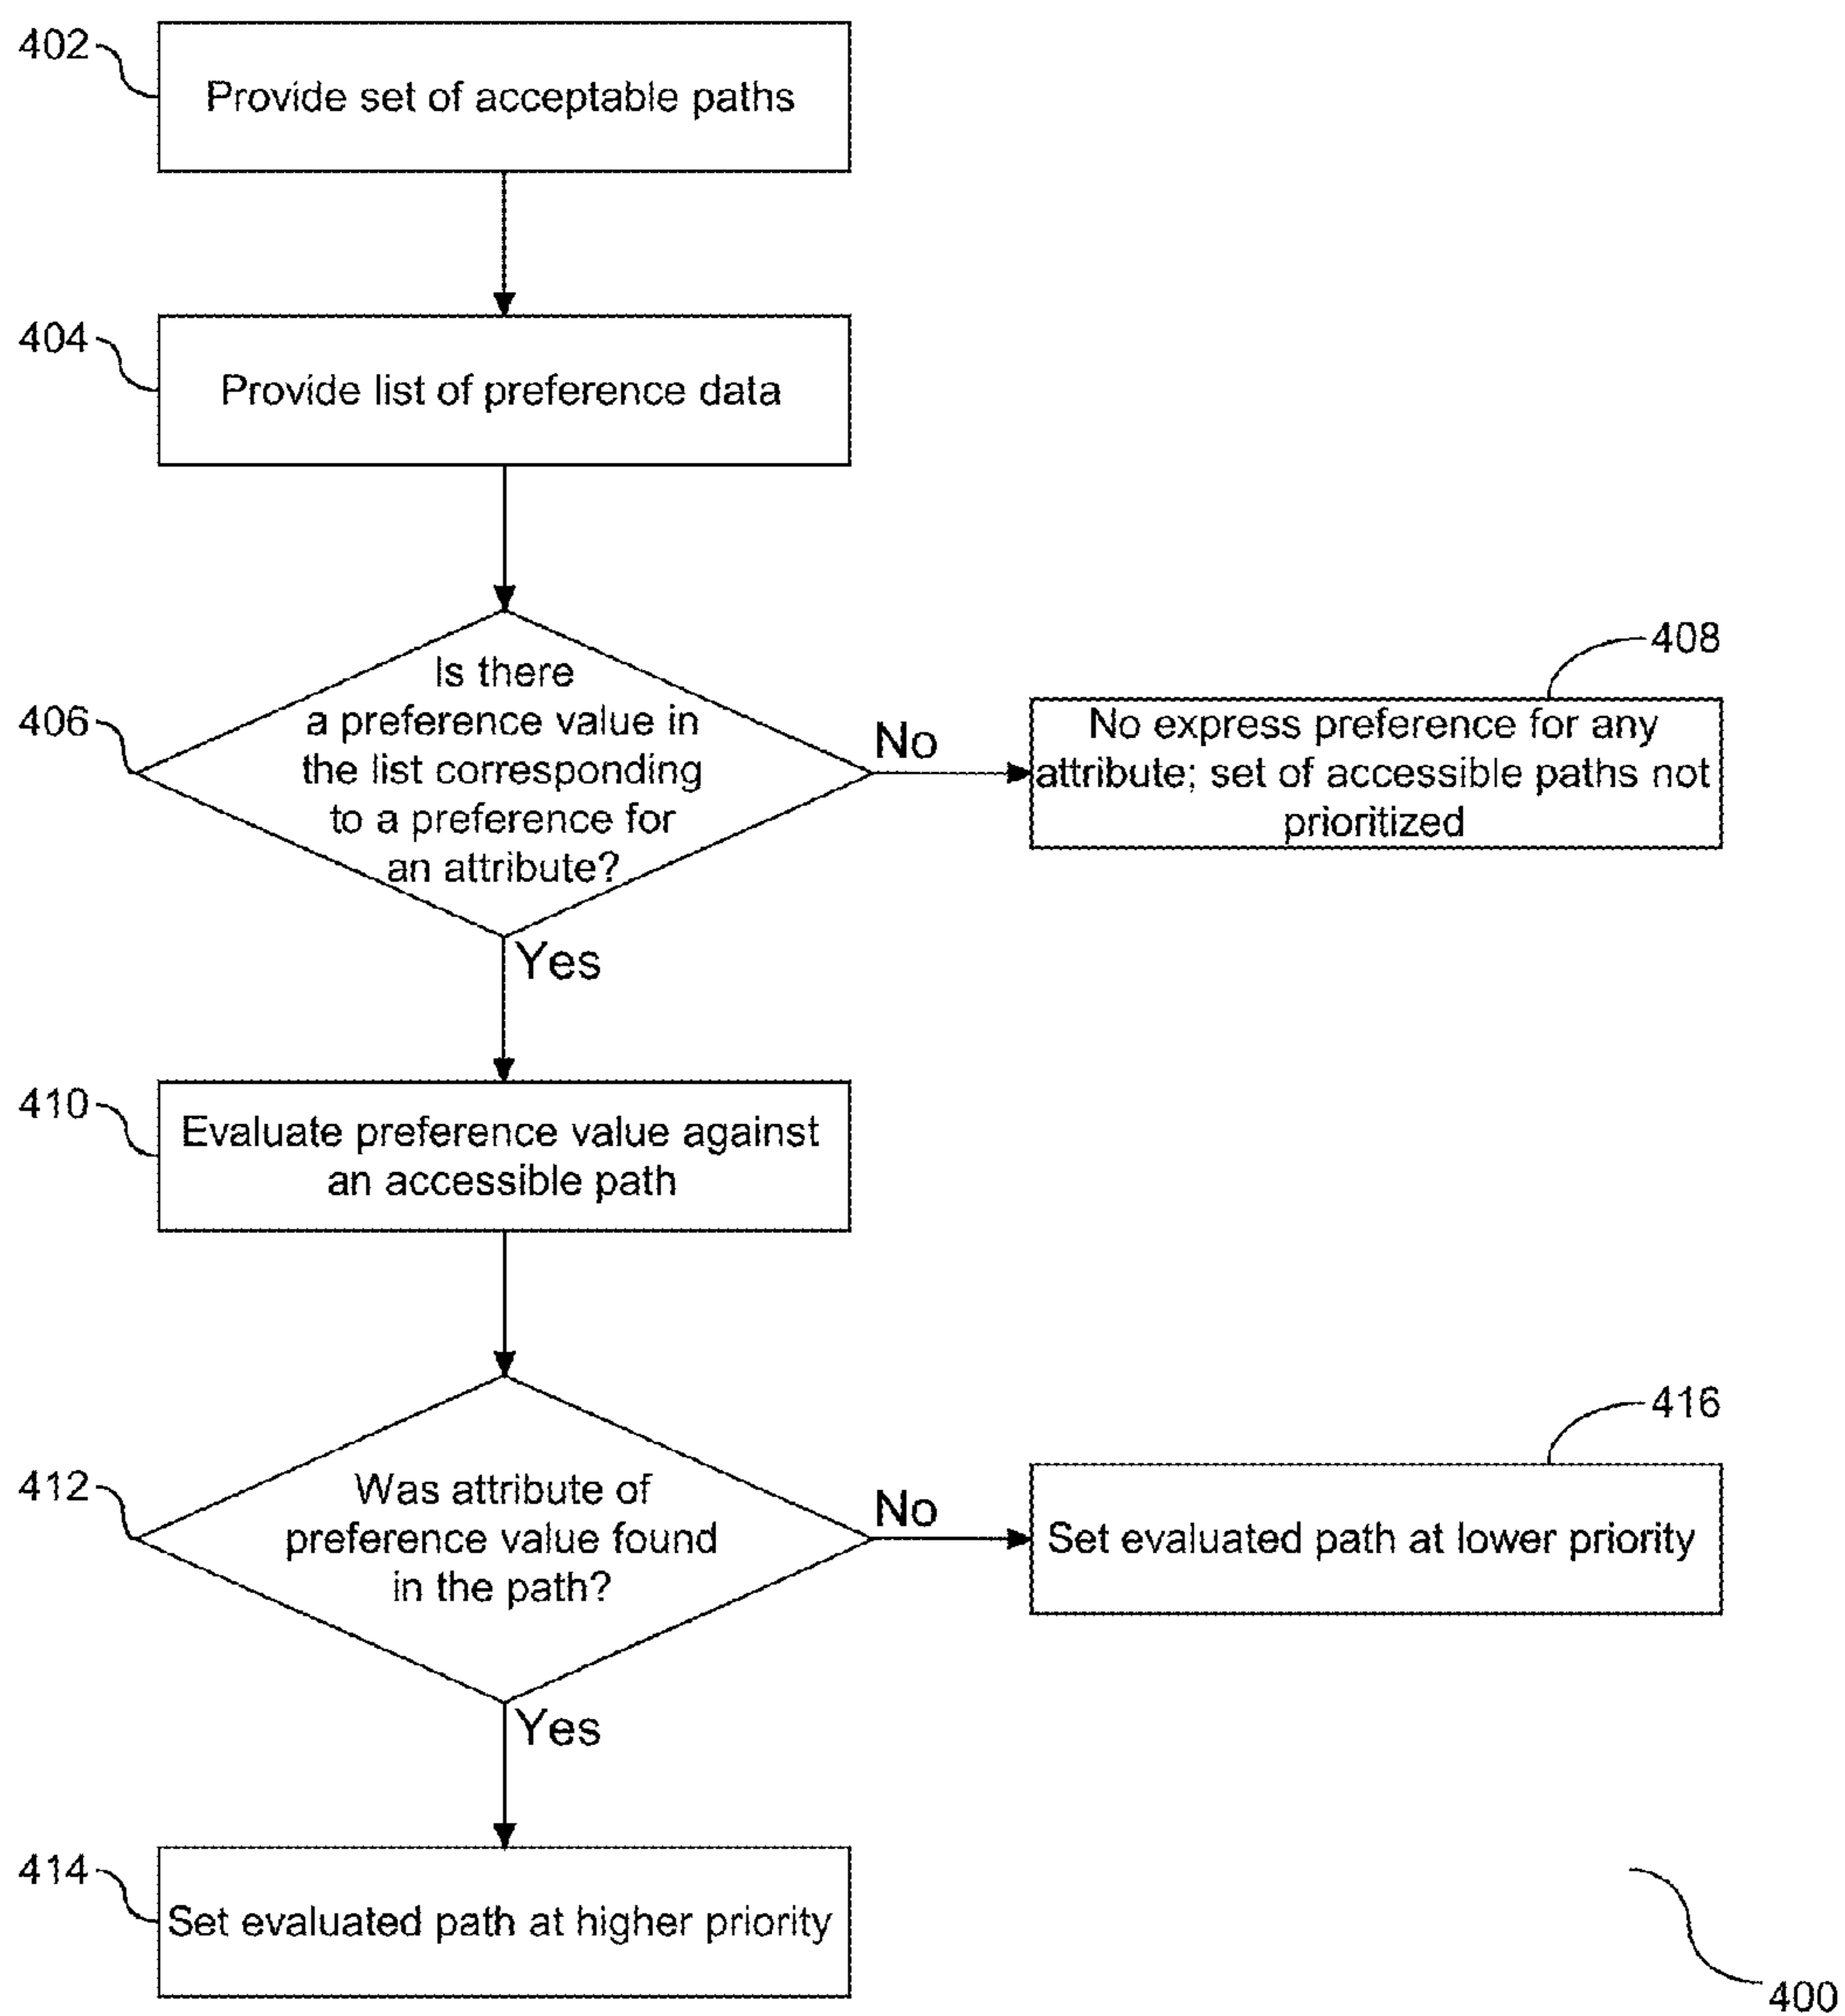 402
Provide set of acceptable paths
404
Provide list of preference data
406
Is there
a preference value in
the list corresponding
to a preference for
an attribute?
No
408
No express preference for any
attribute; set of accessible paths not
prioritized
Yes
410
Evaluate preference value against
an accessible path
412
Was attribute of
preference value found
in the path?
No
416
Set evaluated path at lower priority
Yes
414
Set evaluated path at higher priority
400